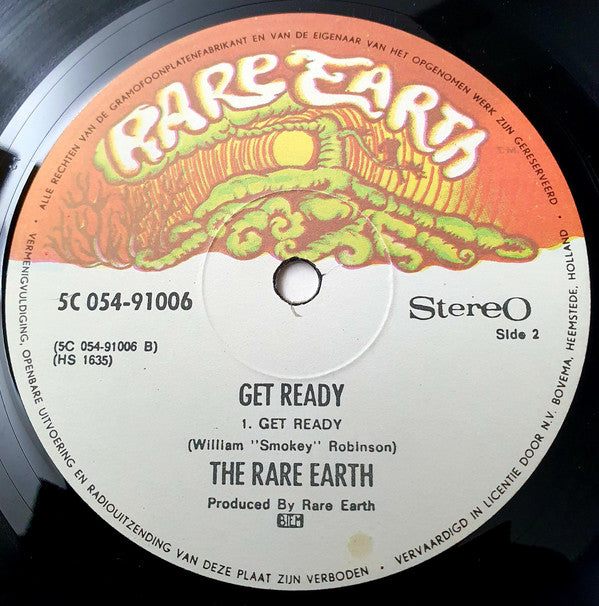 ALLE RECHTEN VAN DE GRAMOFOONPLATENFABRIKANT EN VAN DE EIGENAAR VAN HET OPGENOMEN WERK ZIJN GERESERVEERD
RARE EARTH
T.M.
5C 054-91006
Stereo
Side 2
(5C 054-91006 B)
(HS 1635)
GET READY
1. GET READY
(William "Smokey" Robinson)
THE RARE EARTH
Produced By Rare Earth
BIEM
· VERMENIGVULDIGING, OPENBARE UITVOERING EN RADIOUITZENDING VAN DEZE PLAAT ZIJN VERBODEN ·
VERVAARDIGD IN LICENTIE DOOR N.V. BOVEMA, HEEMSTEDE, HOLLAND ·